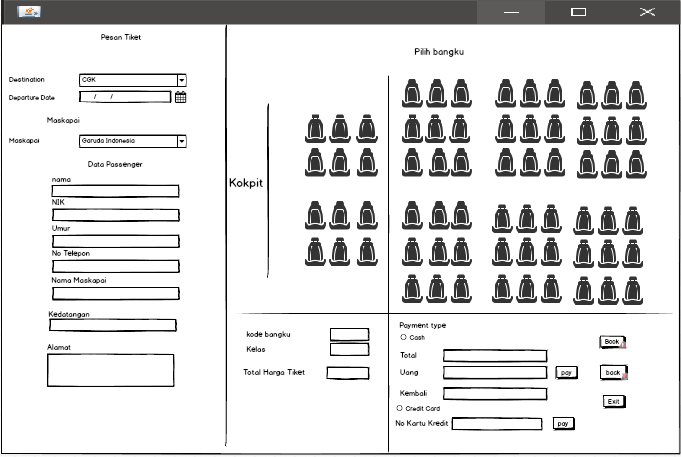 Pesan Tiket
Destination
CGK
Departure Date
/ /
Maskapai
Maskapai
Garuda Indonesia
Data Passenger
nama
NIK
Umur
No Telepon
Nama Maskapai
Kedatangan
Alamat
Pilih bangku
Kokpit
kode bangku
Kelas
Total Harga Tiket
Payment type
Cash
Total
Uang
pay
Kembali
Credit Card
No Kartu Kredit
pay
Book
back
Exit